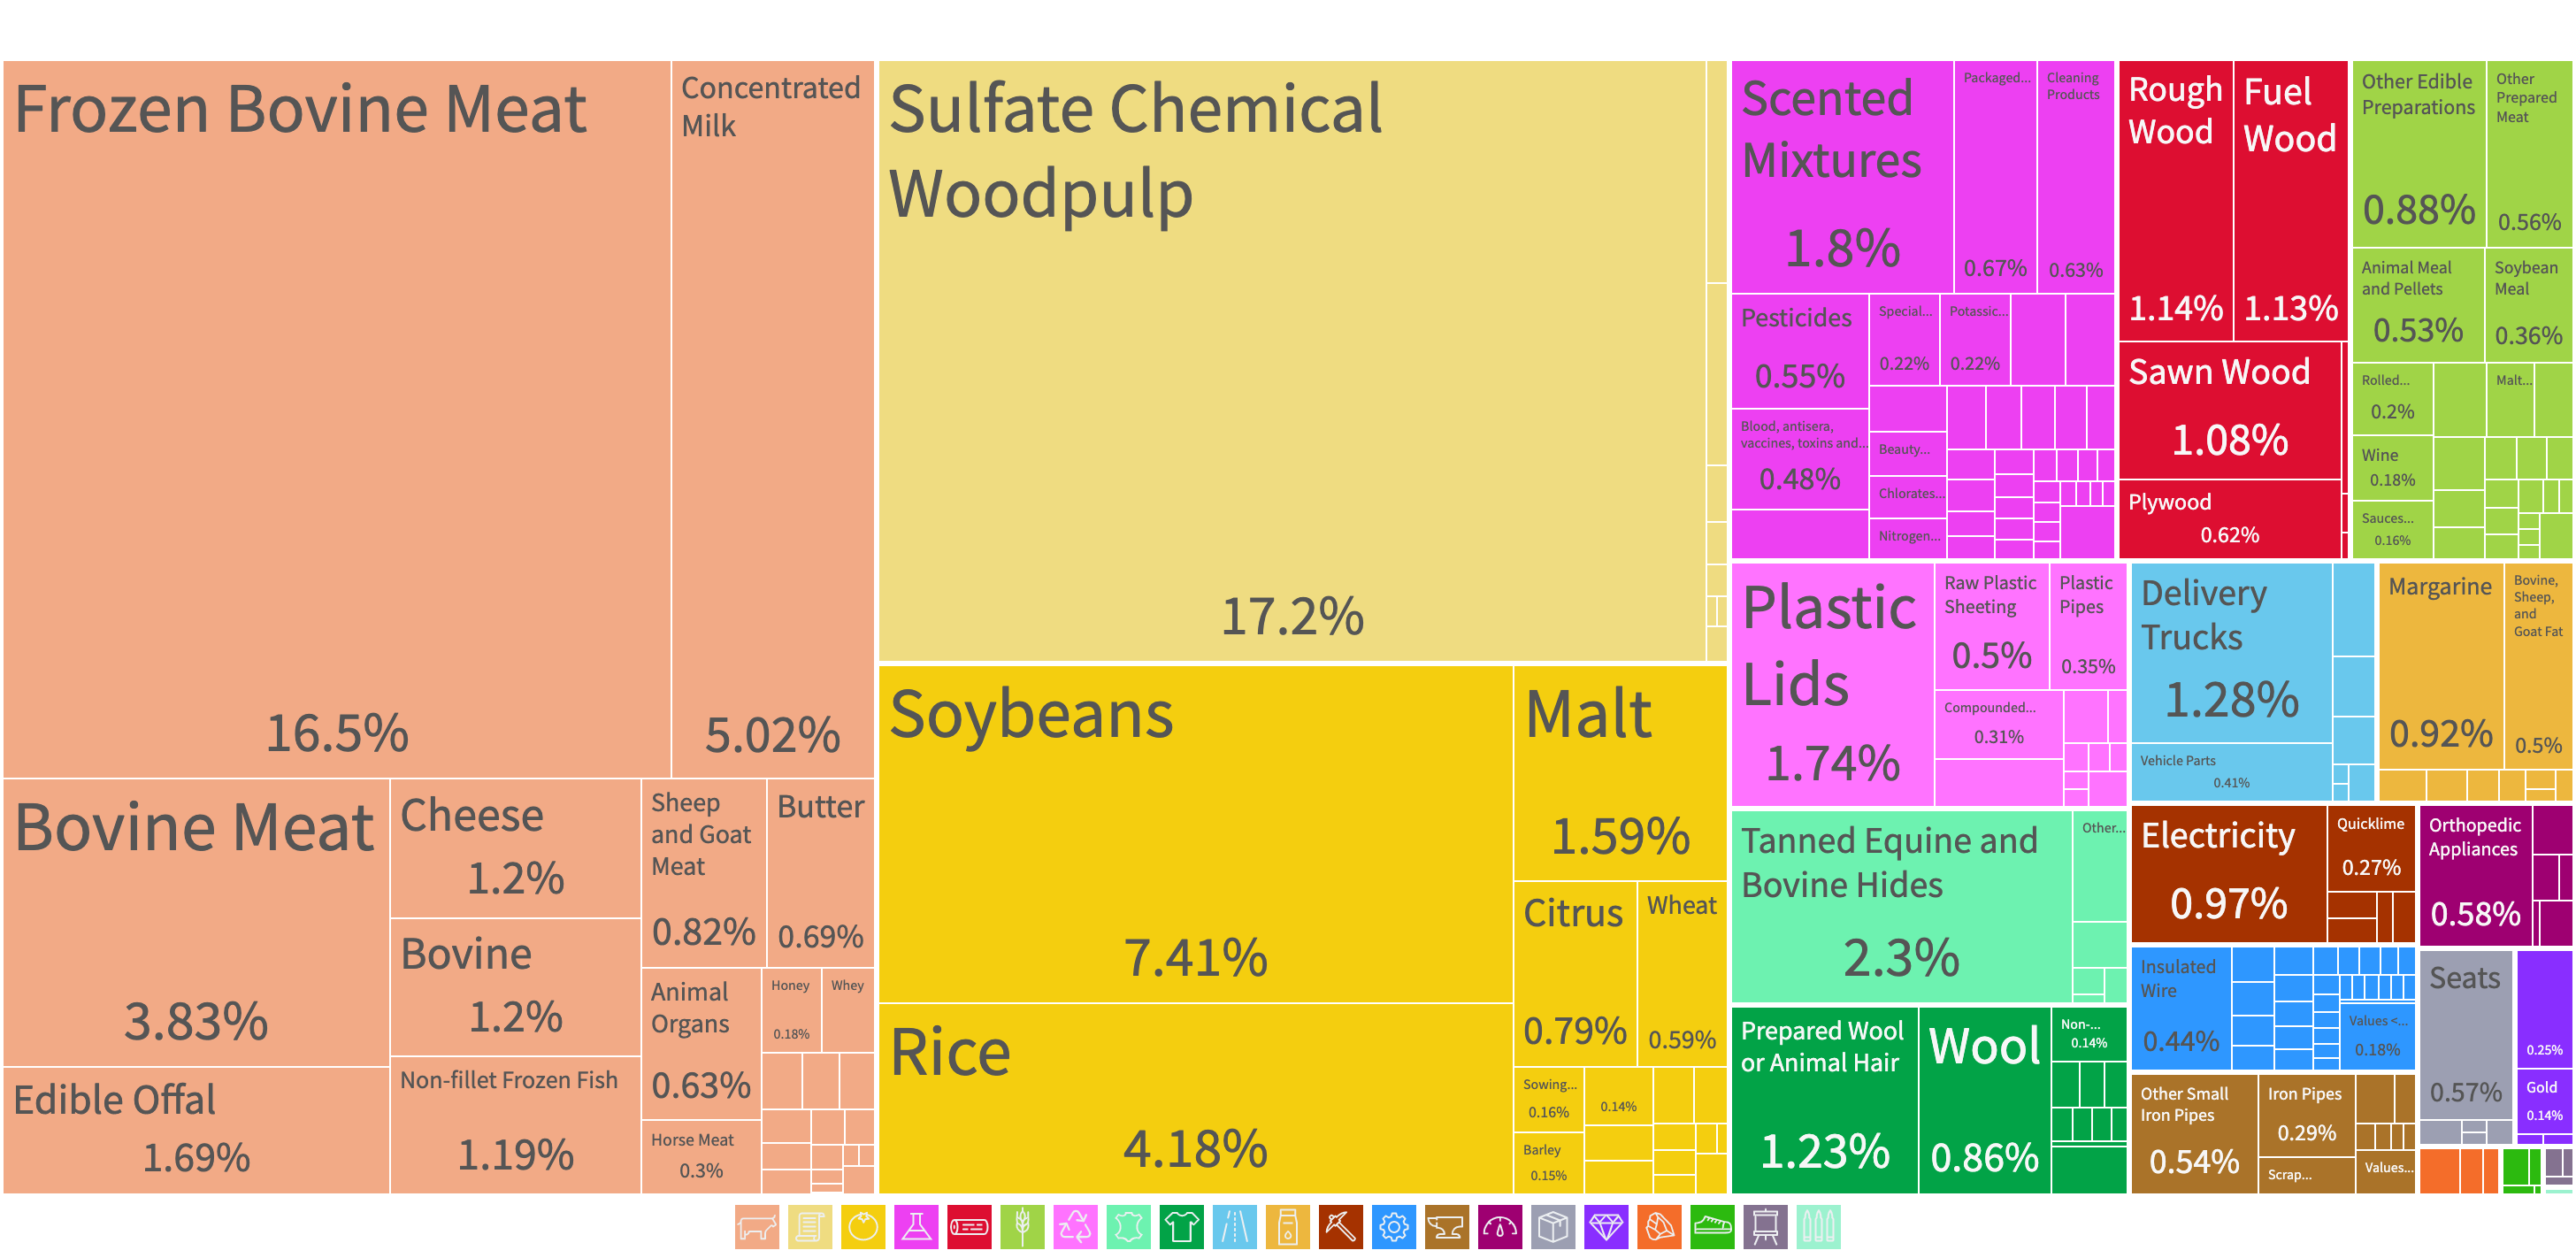 Frozen Bovine Meat
16.5%
Concentrated
Milk
5.02%
Bovine Meat
3.83%
Edible Offal
1.69%
Cheese
1.2%
Bovine
1.2%
Non-fillet Frozen Fish
1.19%
Sheep
and Goat
Meat
0.82%
Butter
0.69%
Animal
Organs
0.63%
Honey
0.18%
Whey
Horse Meat
0.3%
Sulfate Chemical
Woodpulp
17.2%
Soybeans
7.41%
Rice
4.18%
Malt
1.59%
Citrus
0.79%
Wheat
0.59%
Sowing...
0.16%
0.14%
Barley
0.15%
Scented
Mixtures
1.8%
Packaged...
0.67%
Cleaning
Products
0.63%
Pesticides
0.55%
Special...
0.22%
Potassic...
0.22%
Blood, antisera,
vaccines, toxins and...
0.48%
Beauty...
Chlorates...
Nitrogen...
Rough
Wood
1.14%
Fuel
Wood
1.13%
Sawn Wood
1.08%
Plywood
0.62%
Other Edible
Preparations
0.88%
Other
Prepared
Meat
0.56%
Animal Meal
and Pellets
0.53%
Soybean
Meal
0.36%
Rolled...
0.2%
Malt...
Wine
0.18%
Sauces...
0.16%
Plastic
Lids
1.74%
Raw Plastic
Sheeting
0.5%
Plastic
Pipes
0.35%
Compounded...
0.31%
Tanned Equine and
Bovine Hides
2.3%
Other...
Prepared Wool
or Animal Hair
1.23%
Wool
0.86%
Non-...
0.14%
Delivery
Trucks
1.28%
Vehicle Parts
0.41%
Margarine
0.92%
Bovine,
Sheep,
and
Goat Fat
0.5%
Electricity
0.97%
Quicklime
0.27%
Orthopedic
Appliances
0.58%
Insulated
Wire
0.44%
Values <...
0.18%
Seats
0.57%
0.25%
Gold
0.14%
Other Small
Iron Pipes
0.54%
Iron Pipes
0.29%
Scrap...
Values...